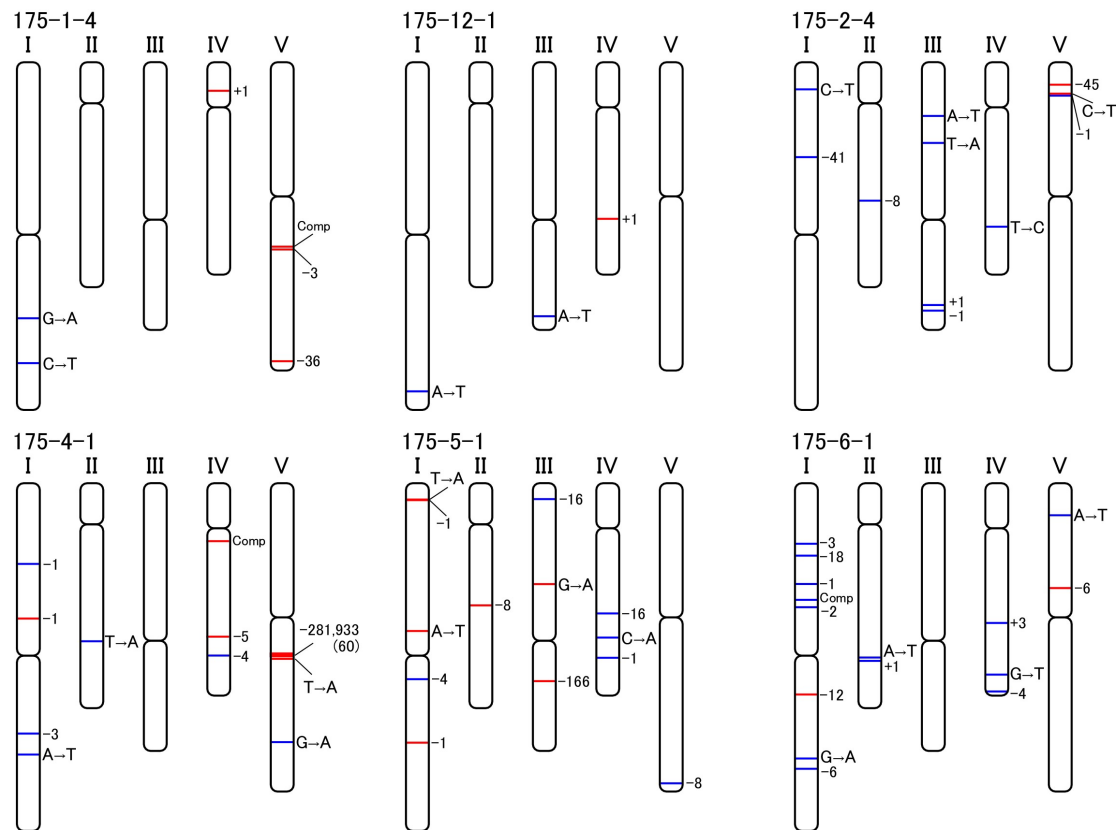 175-1-4
I II III IV V
+1
Comp
-3
G→A
C→T
-36
175-12-1
I II III IV V
+1
A→T
A→T
175-2-4
I II III IV V
C→T
-41
-8
A→T
T→A
+1
-1
T→C
-45
C→T
-1
175-4-1
I II III IV V
-1
-1
-3
A→T
T→A
Comp
-5
-4
-281,933
(60)
T→A
G→A
175-5-1
I II III IV V
T→A
-1
A→T
-4
-1
-8
-16
G→A
-166
-16
C→A
-1
-8
175-6-1
I II III IV V
-3
-18
-1
Comp
-2
-12
G→A
-6
A→T
+1
+3
G→T
-4
A→T
-6